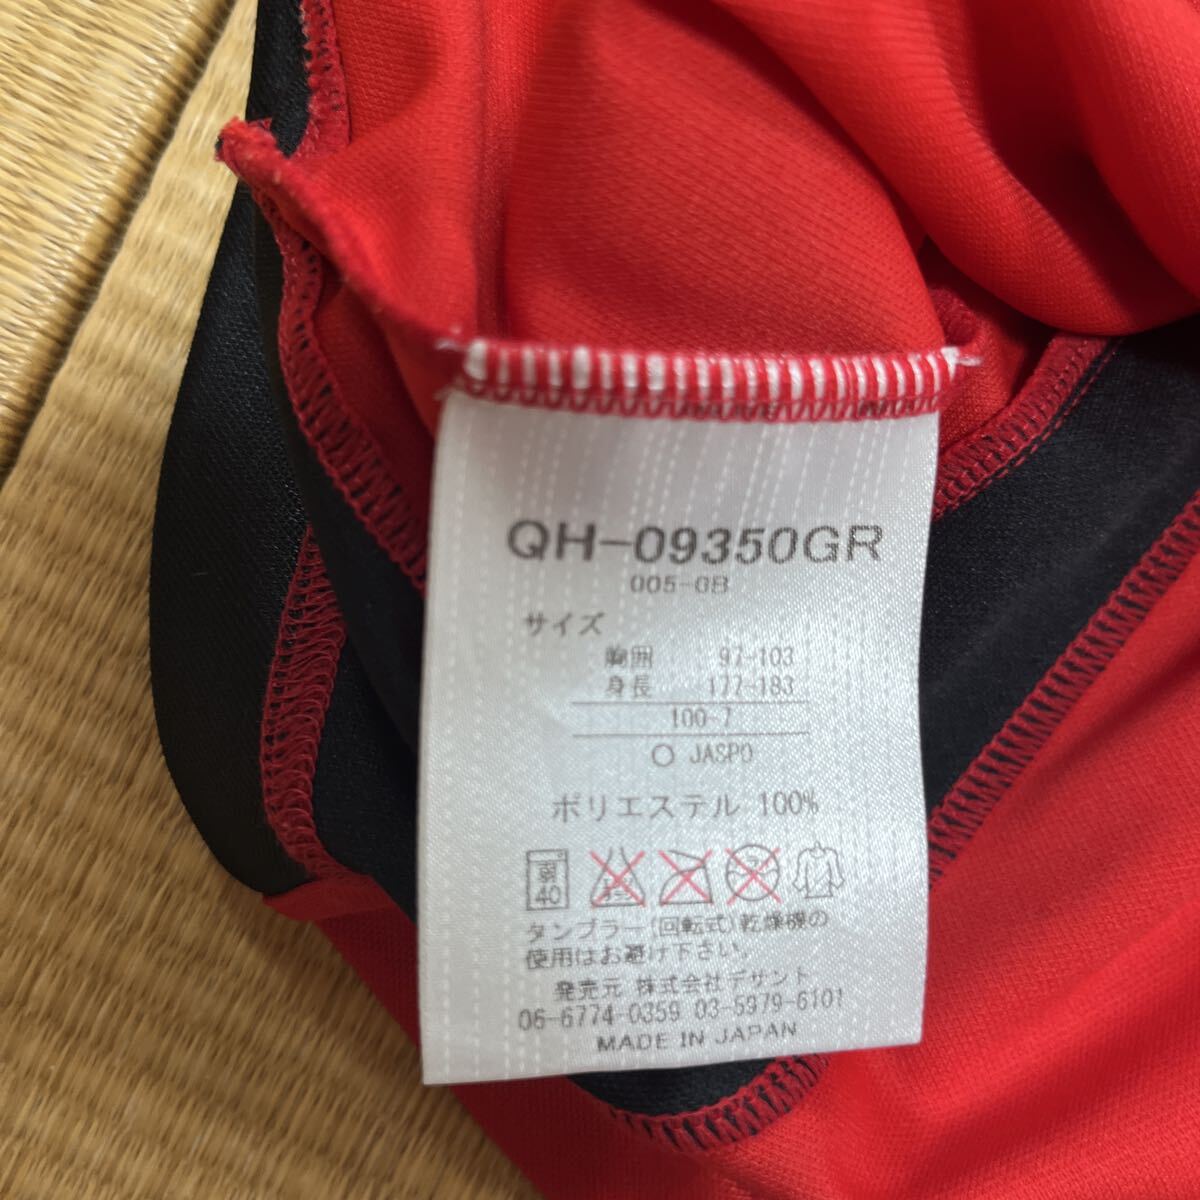 QH-09350GR
005-GB
サイズ
胸囲 97-103
身長 177-183
100-7
○ JASPO
ポリエステル 100%
弱 40
タンブラー(回転式)乾燥機の
使用はお避け下さい。
発売元 株式会社デサント
06-6774-0359 03-5979-6101
MADE IN JAPAN